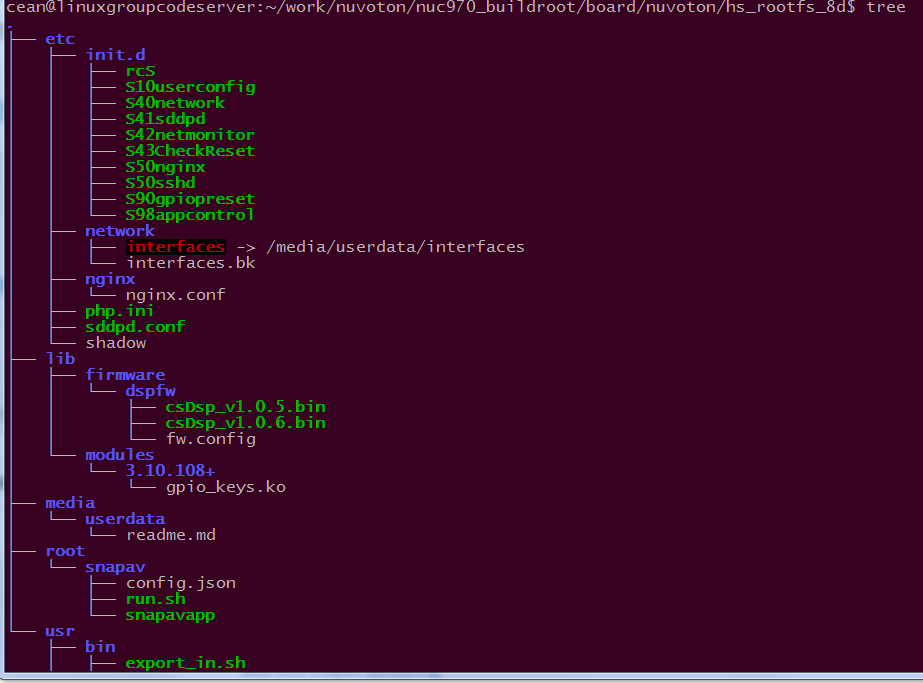 cean@linuxgroupcodeserver:~/work/nuvoton/nuc970_buildroot/board/nuvoton/hs_rootfs_8d$ tree
.
├── etc
│   ├── init.d
│   │   ├── rcS
│   │   ├── S10userconfig
│   │   ├── S40network
│   │   ├── S41sddpd
│   │   ├── S42netmonitor
│   │   ├── S43CheckReset
│   │   ├── S50nginx
│   │   ├── S50sshd
│   │   ├── S90gpiopreset
│   │   └── S98appcontrol
│   ├── network
│   │   ├── interfaces -> /media/userdata/interfaces
│   │   └── interfaces.bk
│   ├── nginx
│   │   └── nginx.conf
│   ├── php.ini
│   ├── sddpd.conf
│   └── shadow
├── lib
│   ├── firmware
│   │   └── dspfw
│   │       ├── csDsp_v1.0.5.bin
│   │       ├── csDsp_v1.0.6.bin
│   │       └── fw.config
│   └── modules
│       └── 3.10.108+
│           └── gpio_keys.ko
├── media
│   └── userdata
│       └── readme.md
├── root
│   └── snapav
│       ├── config.json
│       ├── run.sh
│       └── snapavapp
└── usr
    ├── bin
    │   ├── export_in.sh